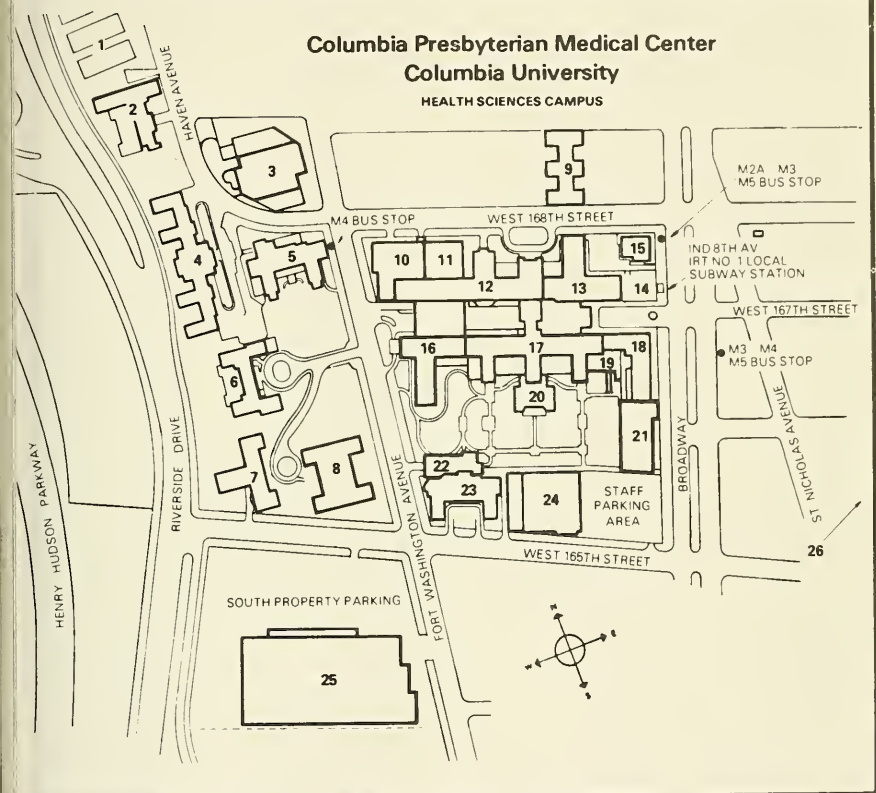 Columbia Presbyterian Medical Center
Columbia University
HEALTH SCIENCES CAMPUS
1
2
HAVEN AVENUE
3
9
M2A M3
M5 BUS STOP
M4 BUS STOP
WEST 168TH STREET
4
5
10
11
12
13
15
14
IND 8TH AV
IRT NO. 1 LOCAL
SUBWAY STATION
WEST 167TH STREET
6
16
17
18
19
20
M3 M4
M5 BUS STOP
7
8
21
22
23
24
STAFF
PARKING
AREA
BROADWAY
ST NICHOLAS AVENUE
26
HENRY HUDSON PARKWAY
RIVERSIDE DRIVE
FORT WASHINGTON AVENUE
WEST 165TH STREET
SOUTH PROPERTY PARKING
25
N
E
W
S